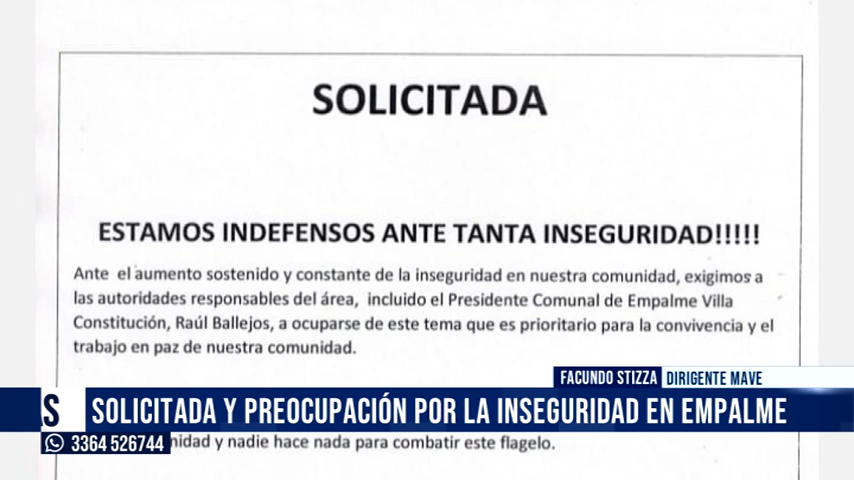 SOLICITADA
ESTAMOS INDEFENSOS ANTE TANTA INSEGURIDAD!!!!!
Ante el aumento sostenido y constante de la inseguridad en nuestra comunidad, exigimos a
las autoridades responsables del área, incluido el Presidente Comunal de Empalme Villa
Constitución, Raúl Ballejos, a ocuparse de este tema que es prioritario para la convivencia y el
trabajo en paz de nuestra comunidad.
FACUNDO STIZZA DIRIGENTE MAVE
S SOLICITADA Y PREOCUPACIÓN POR LA INSEGURIDAD EN EMPALME
3364 526744 nidad y nadie hace nada para combatir este flagelo.